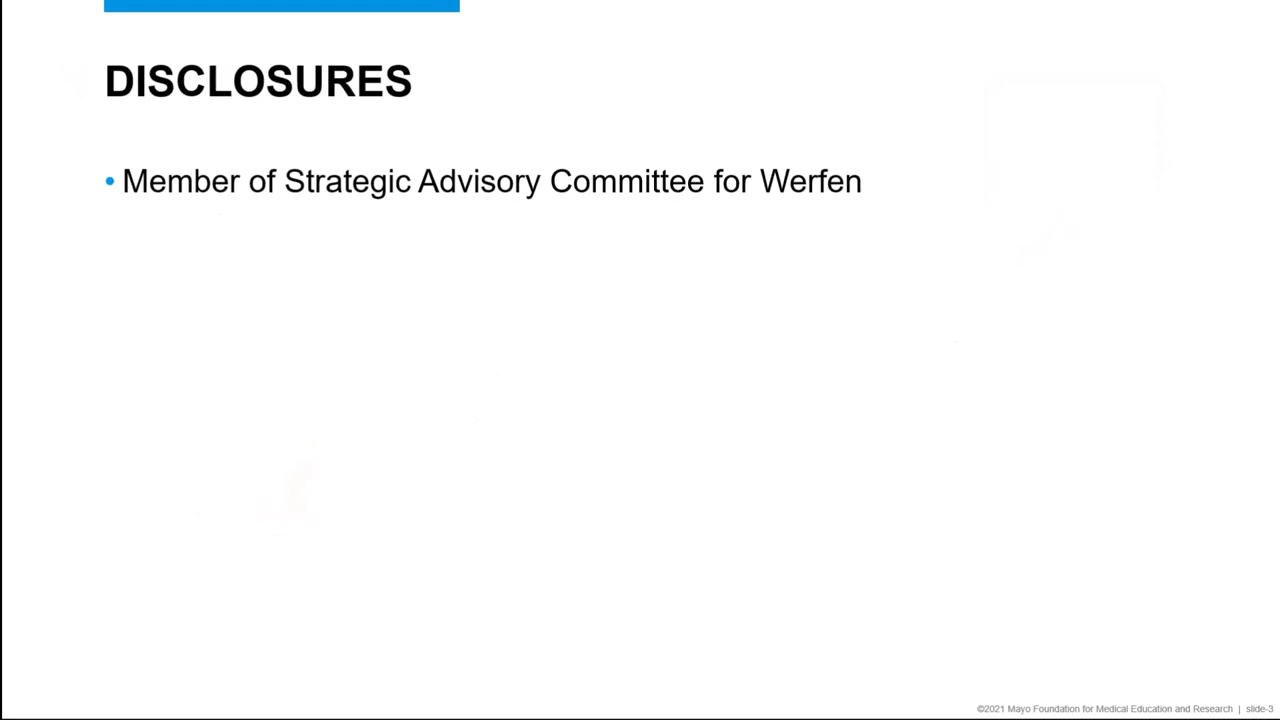 DISCLOSURES
• Member of Strategic Advisory Committee for Werfen
©2021 Mayo Foundation for Medical Education and Research | slide-3